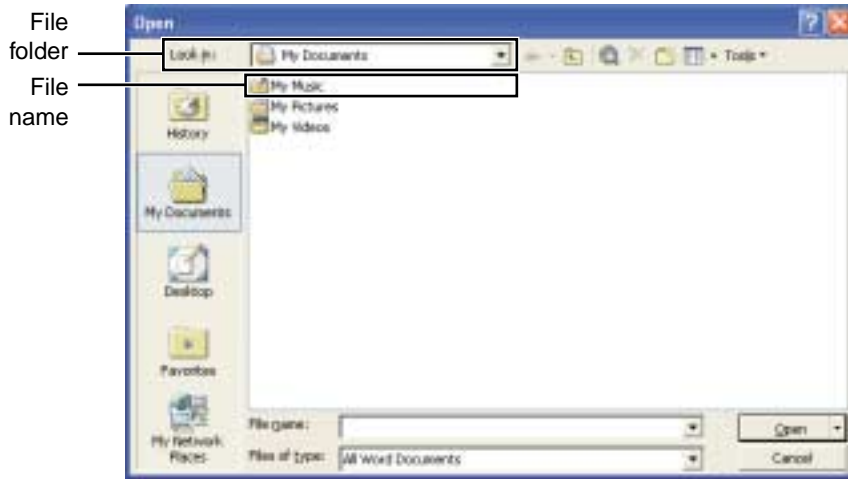 File folder
File name
Open
Look in:
My Documents
Tools
My Music
My Pictures
My Videos
History
My Documents
Desktop
Favorites
My Network Places
File name:
Open
Files of type:
All Word Documents
Cancel